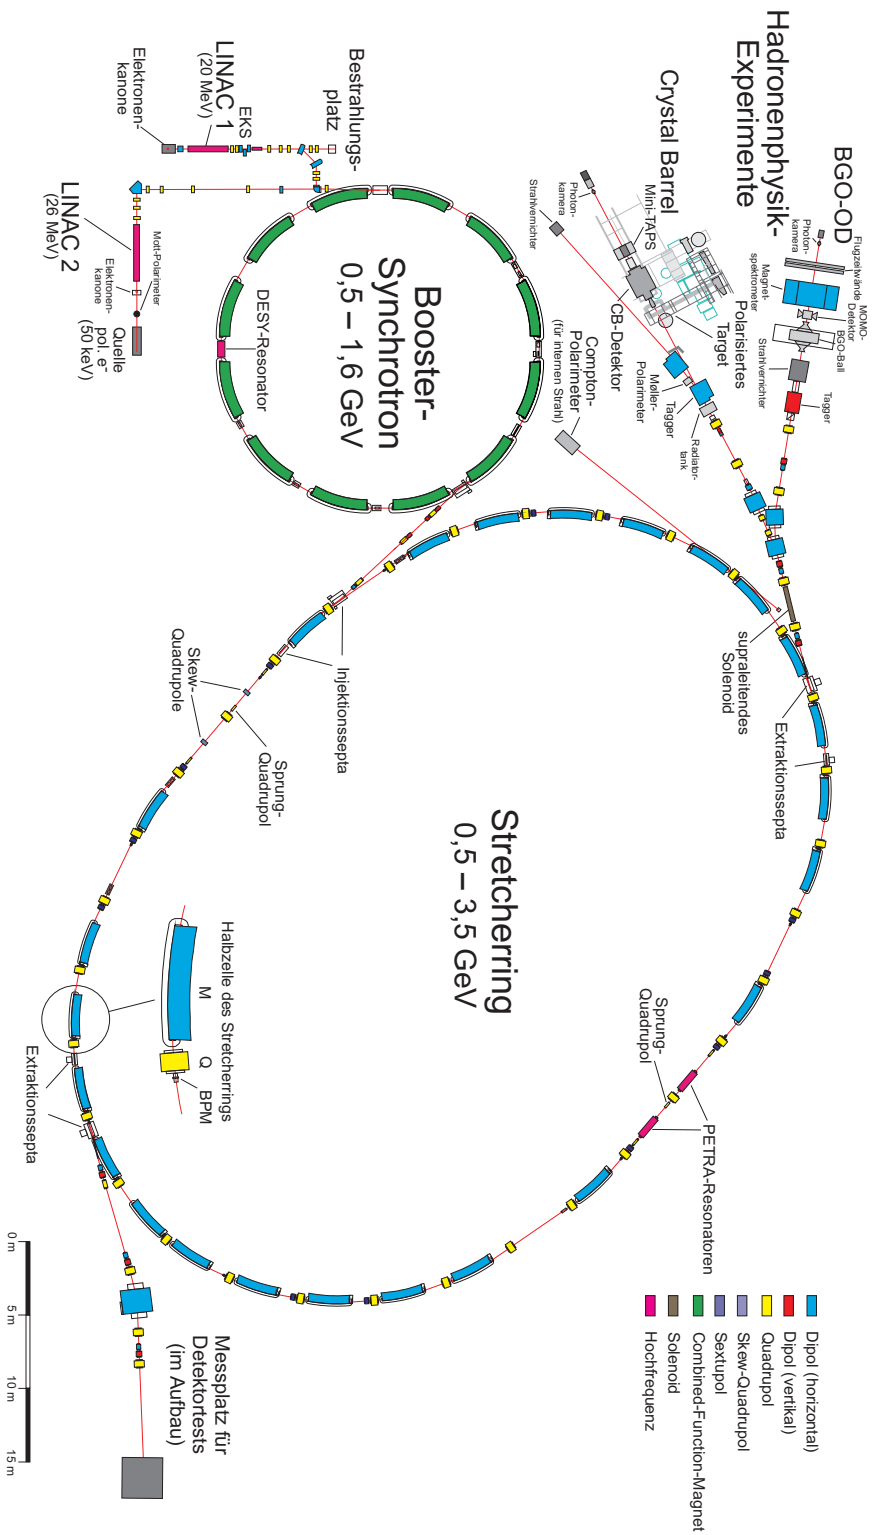 Hadronenphysik-
Experimente
BGO-OD
Flugzeitwände
Photon-
kamera
MOMO-
Detektor
Magnet-
spektrometer
BGO-Ball
Strahlvernichter
Tagger
Crystal Barrel
Mini-TAPS
Photon-
kamera
Strahlvernichter
CB-Detektor
Polarisiertes
Target
Møller-
Polarimeter
Tagger
Radiator-
tank
Compton-
Polarimeter
(für internen Strahl)
Bestrahlungs-
platz
EKS
LINAC 1
(20 MeV)
Elektronen-
kanone
LINAC 2
(26 MeV)
Mott-Polarimeter
Elektronen-
kanone
Quelle
pol. e⁻
(50 keV)
Booster-
Synchrotron
0,5 – 1,6 GeV
DESY-Resonator
supraleitendes
Solenoid
Extraktionssepta
Injektionssepta
Skew-
Quadrupole
Sprung-
Quadrupol
Stretcherring
0,5 – 3,5 GeV
Halbzelle des Stretcherrings
M
Q
BPM
Extraktionssepta
Sprung-
Quadrupol
PETRA-Resonatoren
Messplatz für
Detektortests
(im Aufbau)
Dipol (horizontal)
Dipol (vertikal)
Quadrupol
Skew-Quadrupol
Sextupol
Combined-Function-Magnet
Solenoid
Hochfrequenz
0 m
5 m
10 m
15 m